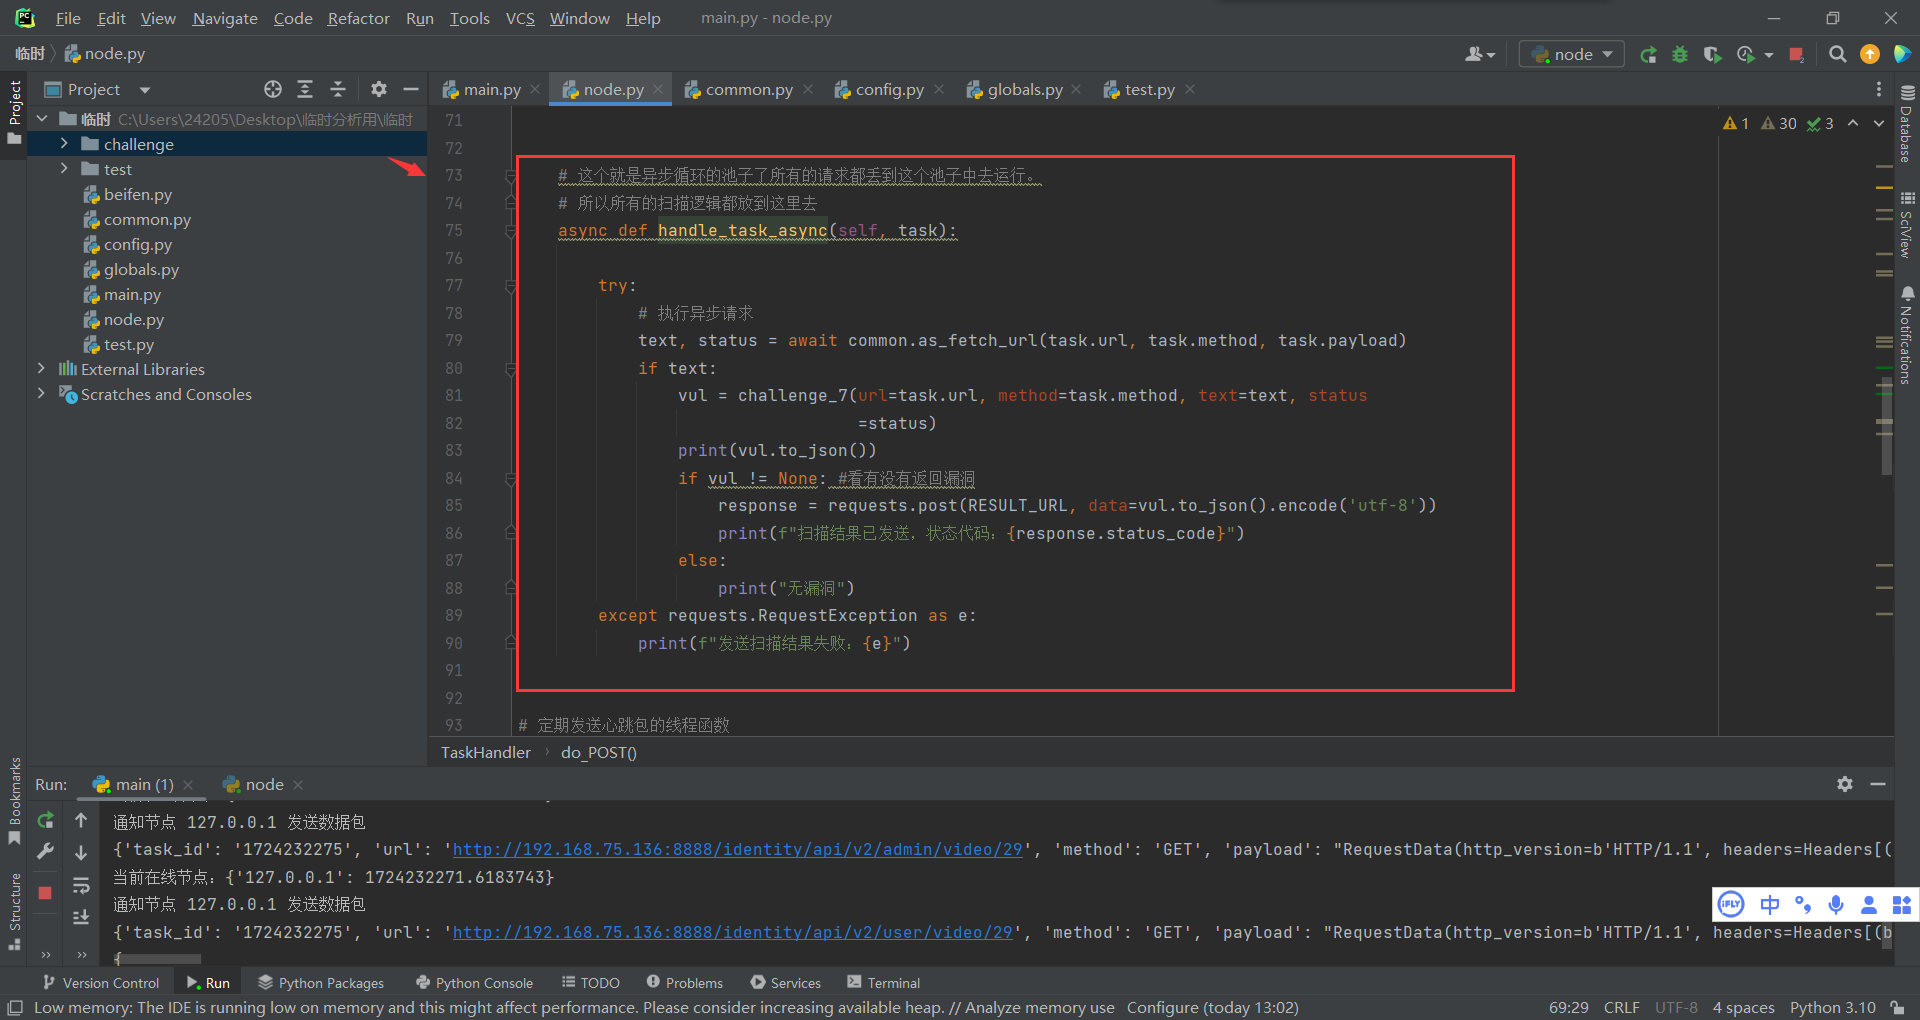 File Edit View Navigate Code Refactor Run Tools VCS Window Help main.py - node.py
临时 node.py
node
Project
main.py node.py common.py config.py globals.py test.py
临时 C:\Users\24205\Desktop\临时分析用\临时
challenge
test
beifen.py
common.py
config.py
globals.py
main.py
node.py
test.py
External Libraries
Scratches and Consoles
Project
Bookmarks
Structure
Database
SciView
Notifications
1 30 3
71
72
73 # 这个就是异步循环的池子了所有的请求都丢到这个池子中去运行。
74 # 所以所有的扫描逻辑都放到这里去
75 async def handle_task_async(self, task):
76
77 try:
78 # 执行异步请求
79 text, status = await common.as_fetch_url(task.url, task.method, task.payload)
80 if text:
81 vul = challenge_7(url=task.url, method=task.method, text=text, status
82 =status)
83 print(vul.to_json())
84 if vul != None: #看有没有返回漏洞
85 response = requests.post(RESULT_URL, data=vul.to_json().encode('utf-8'))
86 print(f"扫描结果已发送，状态代码：{response.status_code}")
87 else:
88 print("无漏洞")
89 except requests.RequestException as e:
90 print(f"发送扫描结果失败：{e}")
91
92
93 # 定期发送心跳包的线程函数
TaskHandler › do_POST()
Run: main (1) node
通知节点 127.0.0.1 发送数据包
{'task_id': '1724232275', 'url': 'http://192.168.75.136:8888/identity/api/v2/admin/video/29', 'method': 'GET', 'payload': "RequestData(http_version=b'HTTP/1.1', headers=Headers[(
当前在线节点：{'127.0.0.1': 1724232271.6183743}
通知节点 127.0.0.1 发送数据包
{'task_id': '1724232275', 'url': 'http://192.168.75.136:8888/identity/api/v2/user/video/29', 'method': 'GET', 'payload': "RequestData(http_version=b'HTTP/1.1', headers=Headers[(b
{
iFLY 中
Version Control Run Python Packages Python Console TODO Problems Services Terminal
Low memory: The IDE is running low on memory and this might affect performance. Please consider increasing available heap. // Analyze memory use Configure (today 13:02) 69:29 CRLF UTF-8 4 spaces Python 3.10